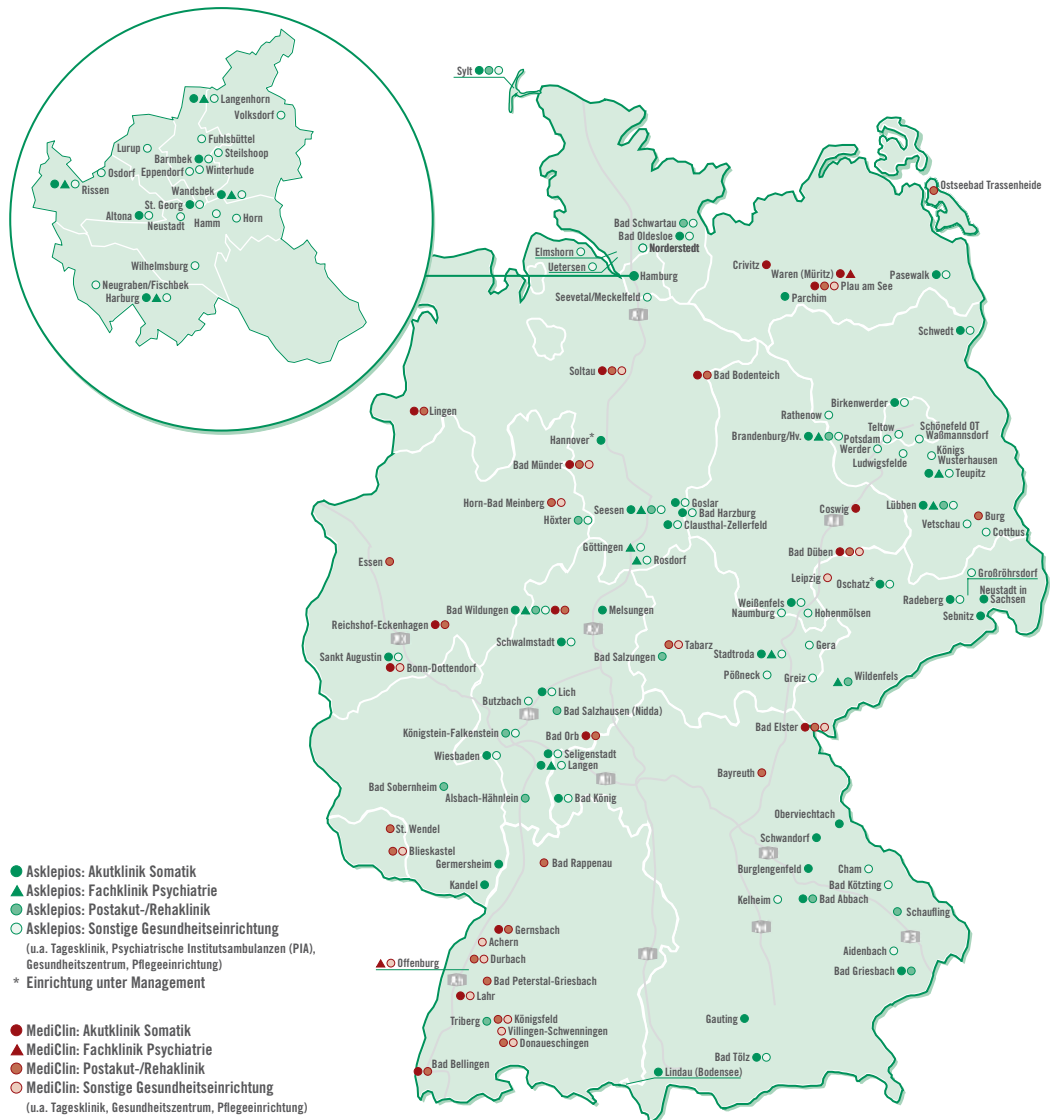 Langenhorn
Volksdorf
Fuhlsbüttel
Lurup
Steilshoop
Barmbek
Eppendorf
Winterhude
Osdorf
Rissen
Wandsbek
St. Georg
Altona
Neustadt
Hamm
Horn
Wilhelmsburg
Neugraben/Fischbek
Harburg
Sylt
Ostseebad Trassenheide
Bad Schwartau
Bad Oldesloe
Norderstedt
Elmshorn
Uetersen
Hamburg
Seevetal/Meckelfeld
Crivitz
Waren (Müritz)
Plau am See
Parchim
Pasewalk
Schwedt
Soltau
Bad Bodenteich
Lingen
Rathenow
Birkenwerder
Brandenburg/Hv.
Teltow
Potsdam
Werder
Schönefeld OT
Waßmannsdorf
Ludwigsfelde
Königs
Wusterhausen
Teupitz
Hannover*
Bad Münder
Horn-Bad Meinberg
Höxter
Seesen
Goslar
Bad Harzburg
Clausthal-Zellerfeld
Coswig
Lübben
Vetschau
Burg
Cottbus
Göttingen
Rosdorf
Essen
Bad Düben
Leipzig
Oschatz*
Großröhrsdorf
Radeberg
Neustadt in
Sachsen
Sebnitz
Bad Wildungen
Melsungen
Weißenfels
Naumburg
Hohenmölsen
Reichshof-Eckenhagen
Schwalmstadt
Bad Salzungen
Tabarz
Stadtroda
Gera
Sankt Augustin
Bonn-Dottendorf
Pößneck
Greiz
Wildenfels
Butzbach
Lich
Bad Salzhausen (Nidda)
Königstein-Falkenstein
Bad Orb
Bad Elster
Wiesbaden
Seligenstadt
Langen
Bayreuth
Bad Sobernheim
Alsbach-Hähnlein
Bad König
Oberviechtach
St. Wendel
Schwandorf
Blieskastel
Germersheim
Bad Rappenau
Burglengenfeld
Cham
Kandel
Bad Kötzting
Kelheim
Bad Abbach
Schaufling
Gernsbach
Achern
Durbach
Aidenbach
Offenburg
Bad Griesbach
Bad Peterstal-Griesbach
Lahr
Triberg
Königsfeld
Villingen-Schwenningen
Donaueschingen
Gauting
Bad Bellingen
Bad Tölz
Lindau (Bodensee)
Asklepios: Akutklinik Somatik
Asklepios: Fachklinik Psychiatrie
Asklepios: Postakut-/Rehaklinik
Asklepios: Sonstige Gesundheitseinrichtung
(u.a. Tagesklinik, Psychiatrische Institutsambulanzen (PIA),
Gesundheitszentrum, Pflegeeinrichtung)
* Einrichtung unter Management
MediClin: Akutklinik Somatik
MediClin: Fachklinik Psychiatrie
MediClin: Postakut-/Rehaklinik
MediClin: Sonstige Gesundheitseinrichtung
(u.a. Tagesklinik, Gesundheitszentrum, Pflegeeinrichtung)